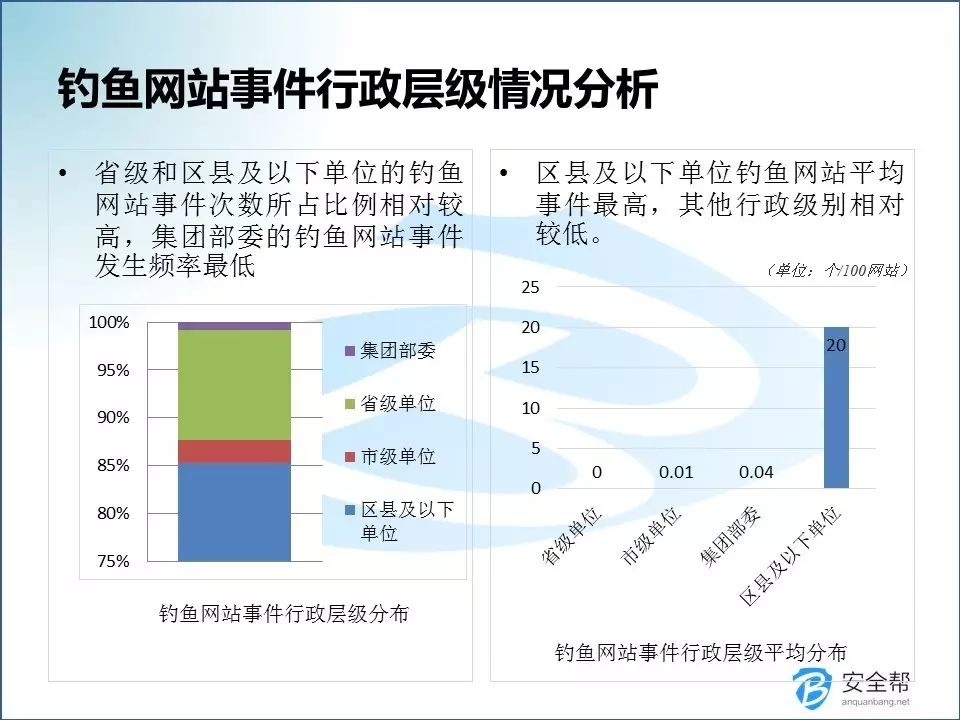 钓鱼网站事件行政层级情况分析
• 省级和区县及以下单位的钓鱼
网站事件次数所占比例相对较
高，集团部委的钓鱼网站事件
发生频率最低
100%
95%
90%
85%
80%
75%
集团部委
省级单位
市级单位
区县及以下
单位
钓鱼网站事件行政层级分布
• 区县及以下单位钓鱼网站平均
事件最高，其他行政级别相对
较低。
（单位：个/100网站）
25
20
15
10
5
0
0
0.01
0.04
20
省级单位
市级单位
集团部委
区县及以下单位
钓鱼网站事件行政层级平均分布
安全帮
anquanbang.net